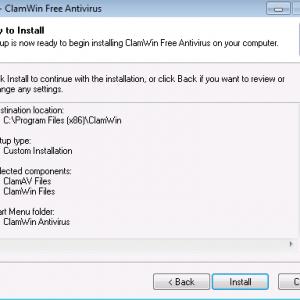 - ClamWin Free Antivirus
y to Install
up is now ready to begin installing ClamWin Free Antivirus on your computer.
k Install to continue with the installation, or click Back if you want to review or
ange any settings.
stination location:
C:\Program Files (x86)\ClamWin
tup type:
Custom Installation
lected components:
ClamAV Files
ClamWin Files
art Menu folder:
ClamWin Antivirus
< Back
Install
C